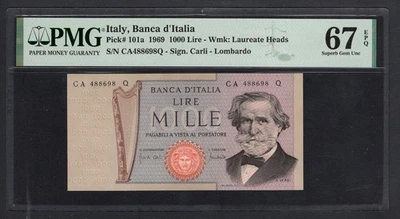 PMG
PAPER MONEY GUARANTY
Italy, Banca d'Italia
Pick# 101a 1969 1000 Lire - Wmk: Laureate Heads
S/N CA488698Q - Sign. Carli - Lombardo
67 EPQ
Superb Gem Unc
CA 488698 Q
CA 488698 Q
BANCA D'ITALIA
LIRE
MILLE
PAGABILI A VISTA AL PORTATORE